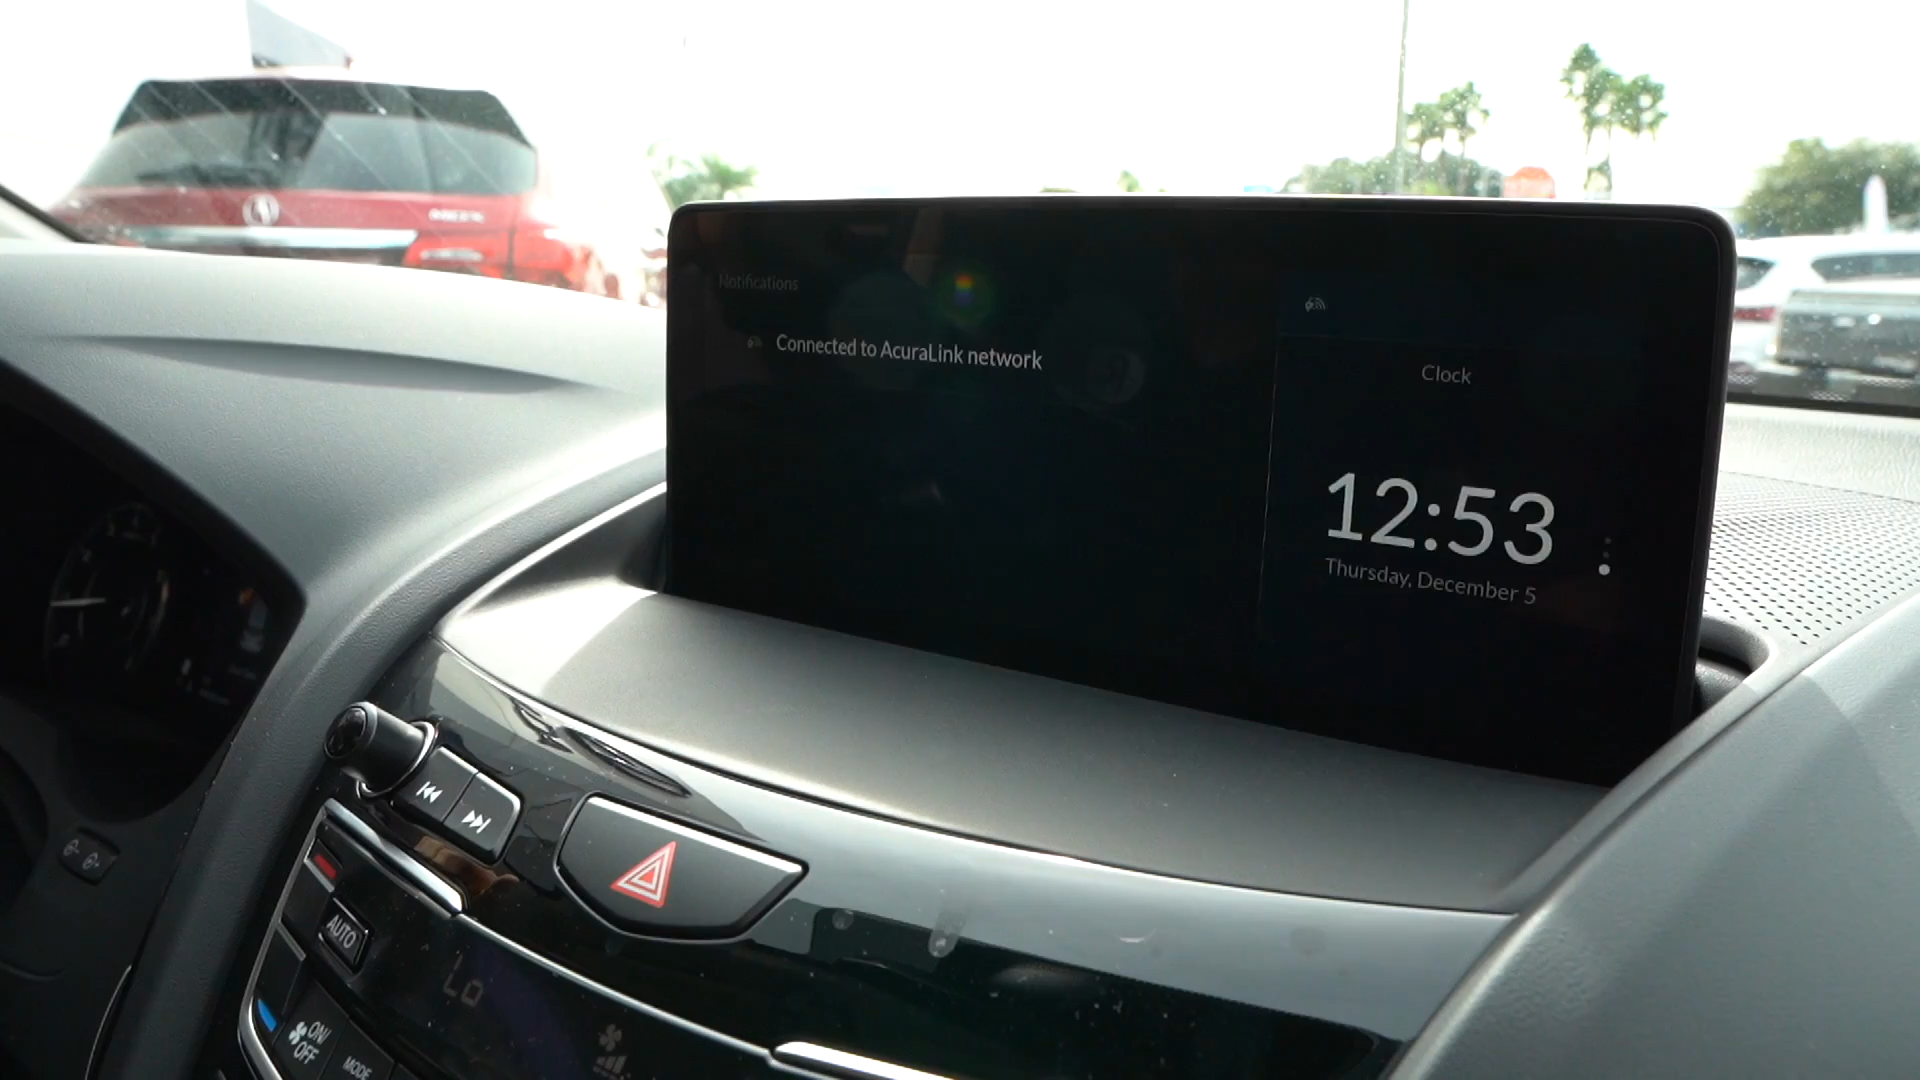 Notifications
Connected to AcuraLink network
Clock
12:53
Thursday, December 5
AUTO
Lo
ON/
OFF
MODE